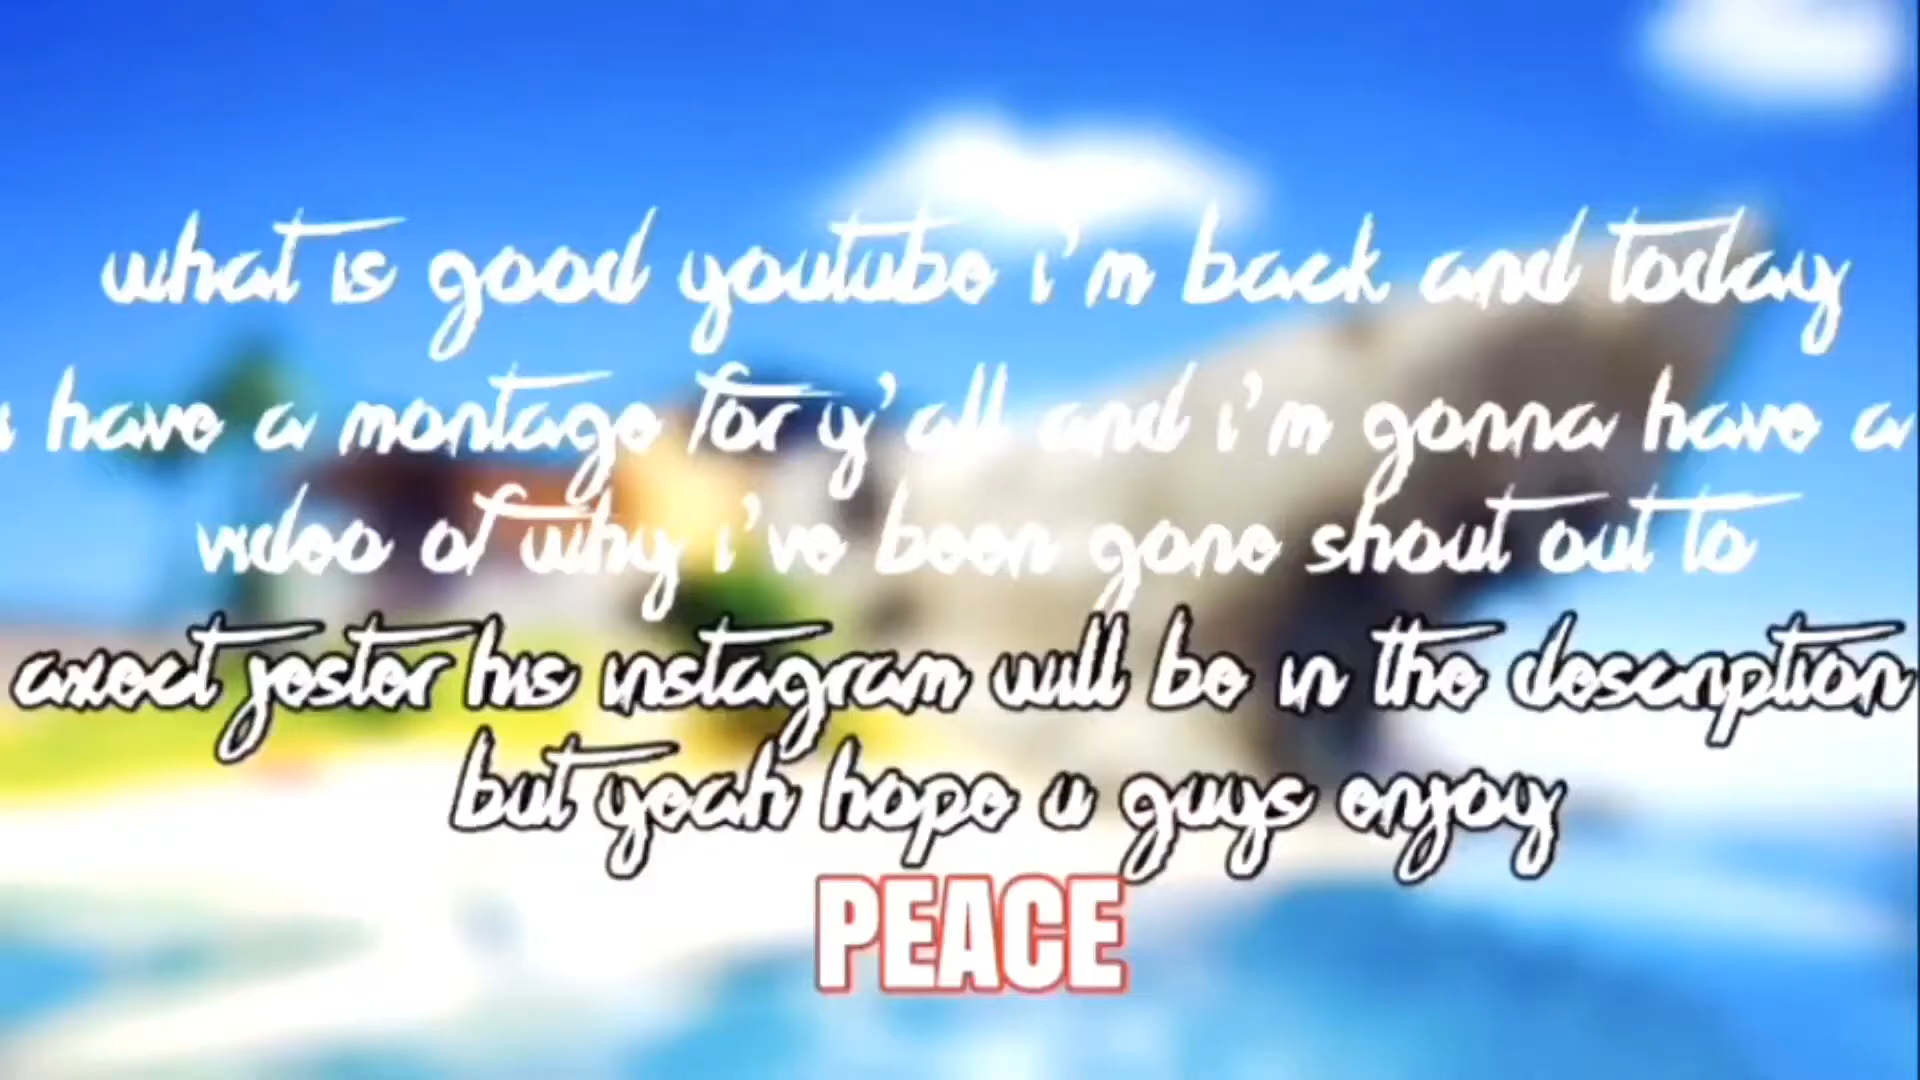 what is good youtube i'm back and today
i have a montage for y'all and i'm gonna have a
video of why i've been gone shout out to
axect jester his instagram will be in the description
but yeah hope u guys enjoy
PEACE